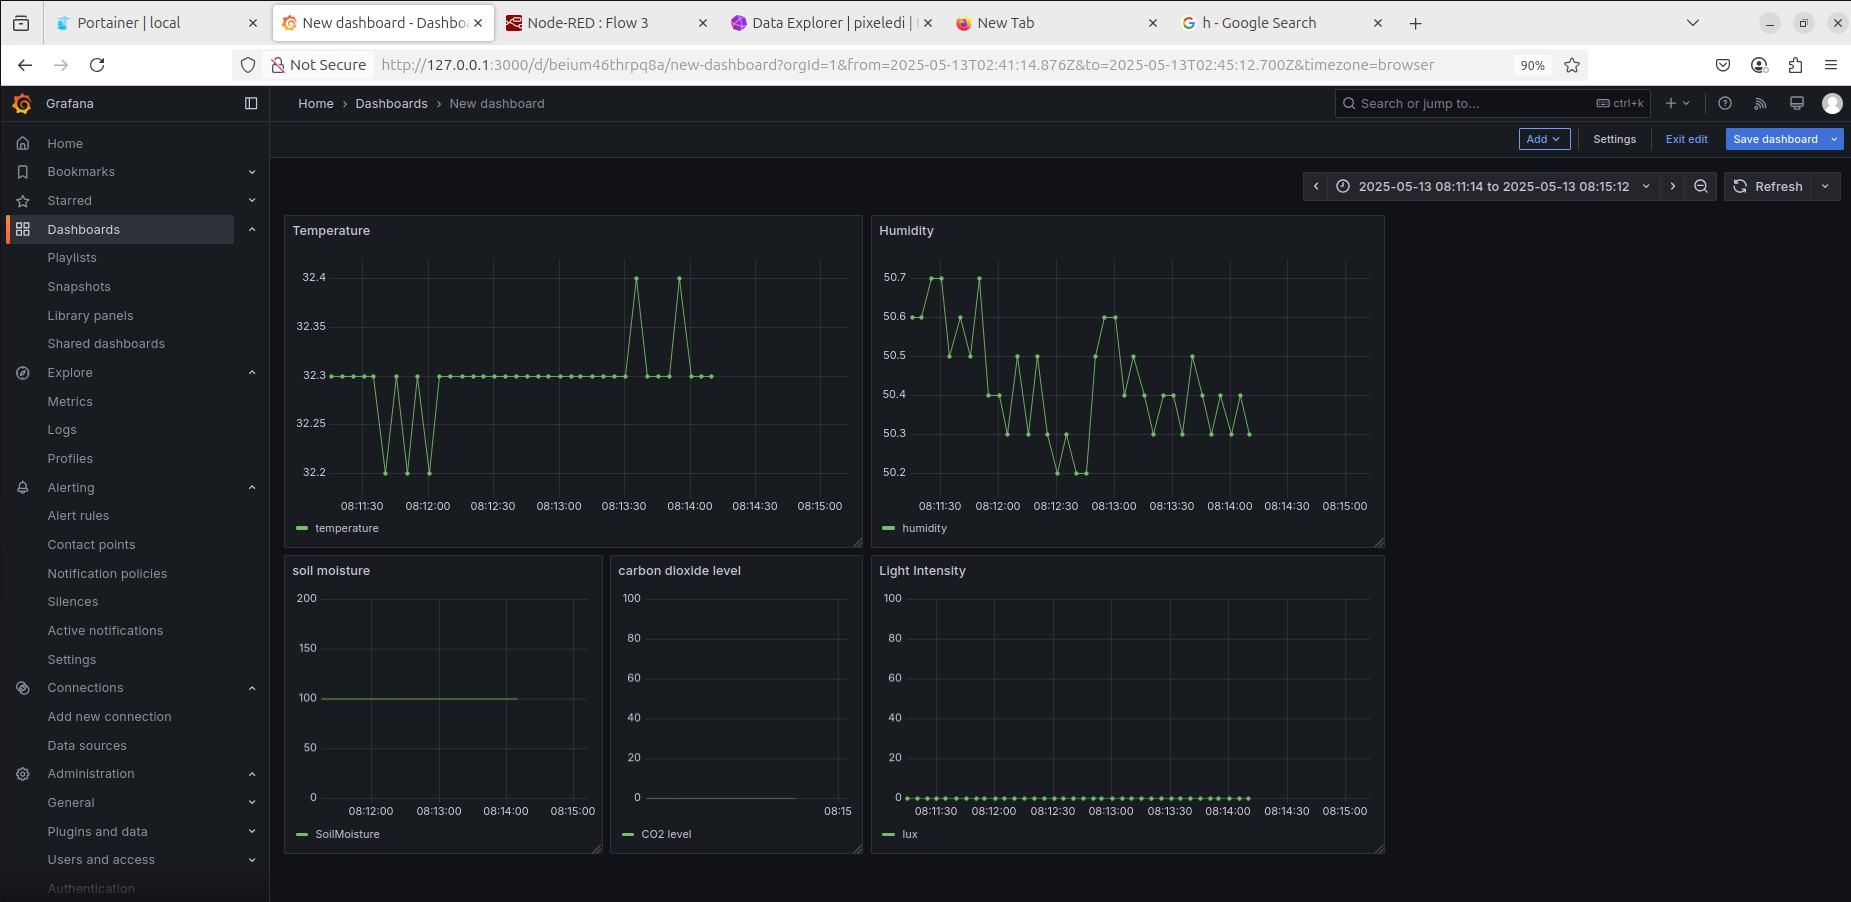 Portainer | local
New dashboard - Dashbo
Node-RED : Flow 3
Data Explorer | pixeledi |
New Tab
h - Google Search
Not Secure
http://127.0.0.1:3000/d/beium46thrpq8a/new-dashboard?orgId=1&from=2025-05-13T02:41:14.876Z&to=2025-05-13T02:45:12.700Z&timezone=browser
90%
Grafana
Home › Dashboards › New dashboard
Search or jump to...
ctrl+k
Add
Settings
Exit edit
Save dashboard
2025-05-13 08:11:14 to 2025-05-13 08:15:12
Refresh
Home
Bookmarks
Starred
Dashboards
Playlists
Snapshots
Library panels
Shared dashboards
Explore
Metrics
Logs
Profiles
Alerting
Alert rules
Contact points
Notification policies
Silences
Active notifications
Settings
Connections
Add new connection
Data sources
Administration
General
Plugins and data
Users and access
Authentication
Temperature
32.4
32.35
32.3
32.25
32.2
08:11:30 08:12:00 08:12:30 08:13:00 08:13:30 08:14:00 08:14:30 08:15:00
temperature
Humidity
50.7
50.6
50.5
50.4
50.3
50.2
08:11:30 08:12:00 08:12:30 08:13:00 08:13:30 08:14:00 08:14:30 08:15:00
humidity
soil moisture
200
150
100
50
0
08:12:00 08:13:00 08:14:00 08:15:00
SoilMoisture
carbon dioxide level
100
80
60
40
20
0
08:15
CO2 level
Light Intensity
100
80
60
40
20
0
08:11:30 08:12:00 08:12:30 08:13:00 08:13:30 08:14:00 08:14:30 08:15:00
lux